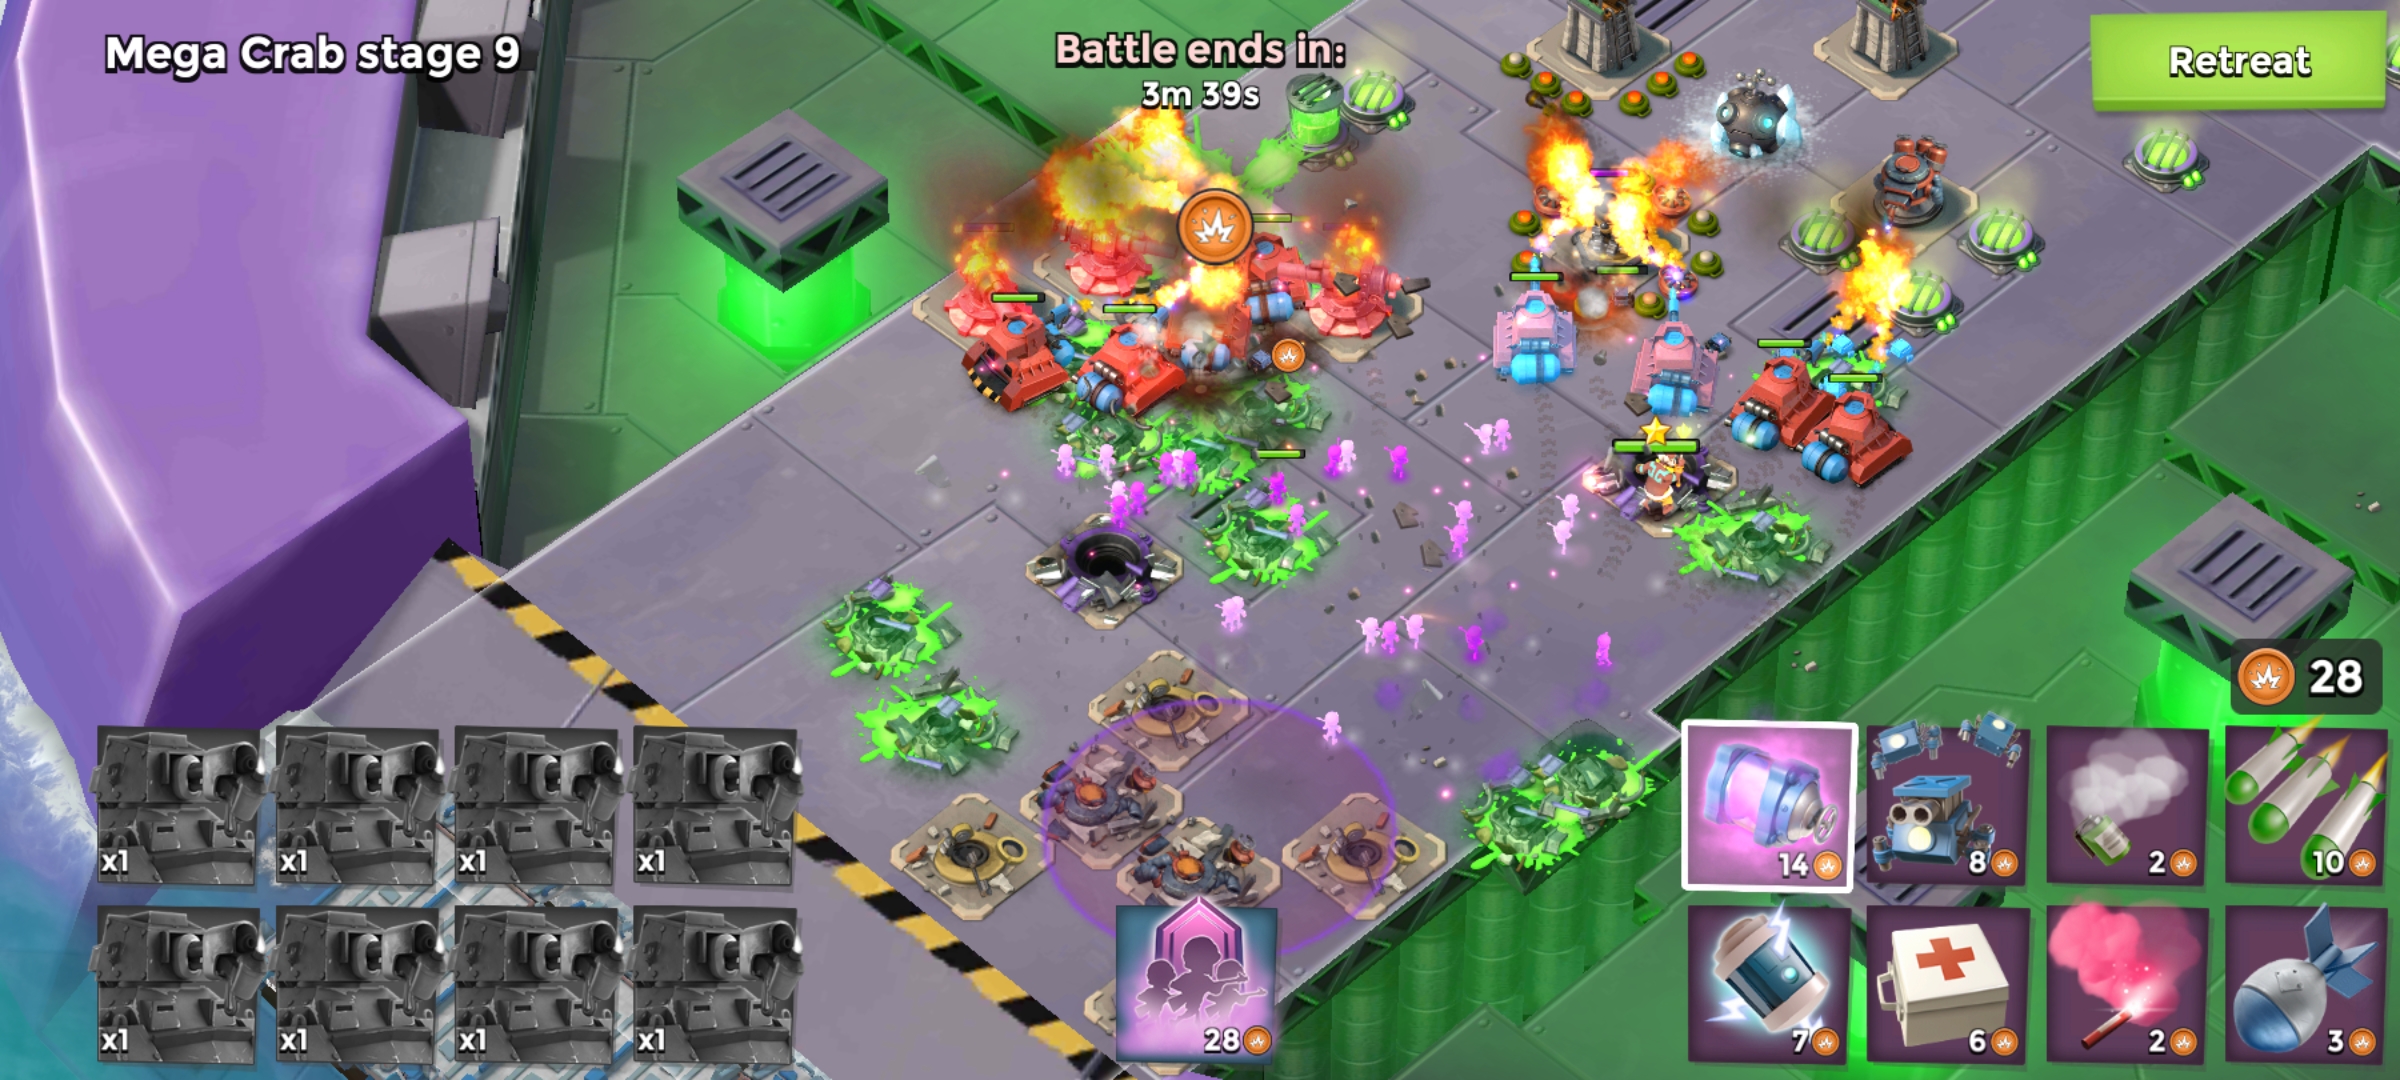 Mega Crab stage 9
Battle ends in:
3m 39s
Retreat
28
14
8
2
10
x1
x1
x1
x1
x1
x1
x1
x1
28
7
6
2
3